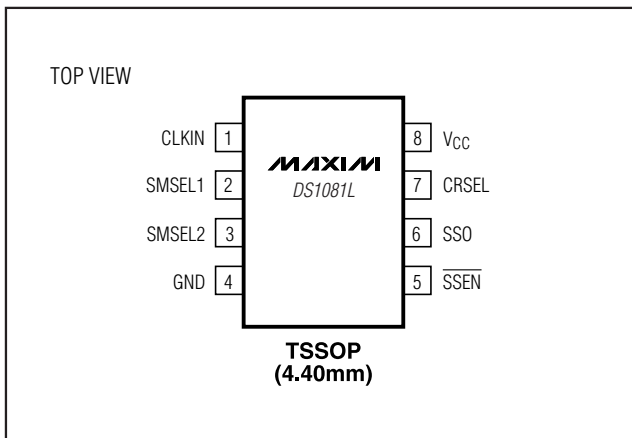 TOP VIEW
CLKIN 1
SMSEL1 2
SMSEL2 3
GND 4
MAXIM
DS1081L
8 VCC
7 CRSEL
6 SSO
5 S̅S̅E̅N̅
TSSOP
(4.40mm)